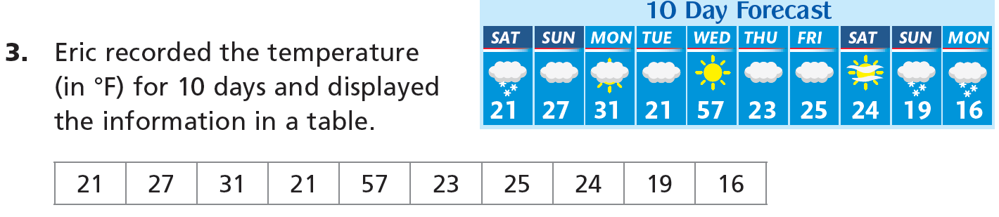 10 Day Forecast
SAT SUN MON TUE WED THU FRI SAT SUN MON
21 27 31 21 57 23 25 24 19 16
3. Eric recorded the temperature
(in °F) for 10 days and displayed
the information in a table.
21 27 31 21 57 23 25 24 19 16